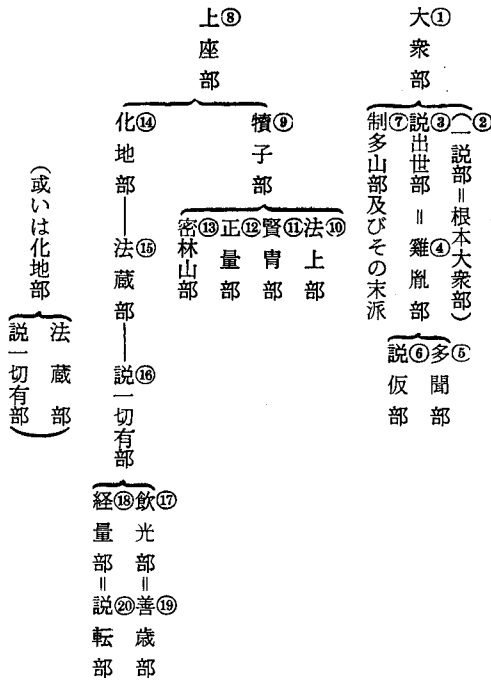 ①大衆部
②(一説部=根本大衆部)
③説出世部=④雞胤部
⑤多聞部
⑥説仮部
⑦制多山部及びその末派
⑧上座部
⑨犢子部
⑩法上部
⑪賢冑部
⑫正量部
⑬密林山部
⑭化地部—⑮法蔵部—⑯説一切有部
⑰飲光部=⑲善歳部
⑱経量部=⑳説転部
(或いは化地部
法蔵部
説一切有部)